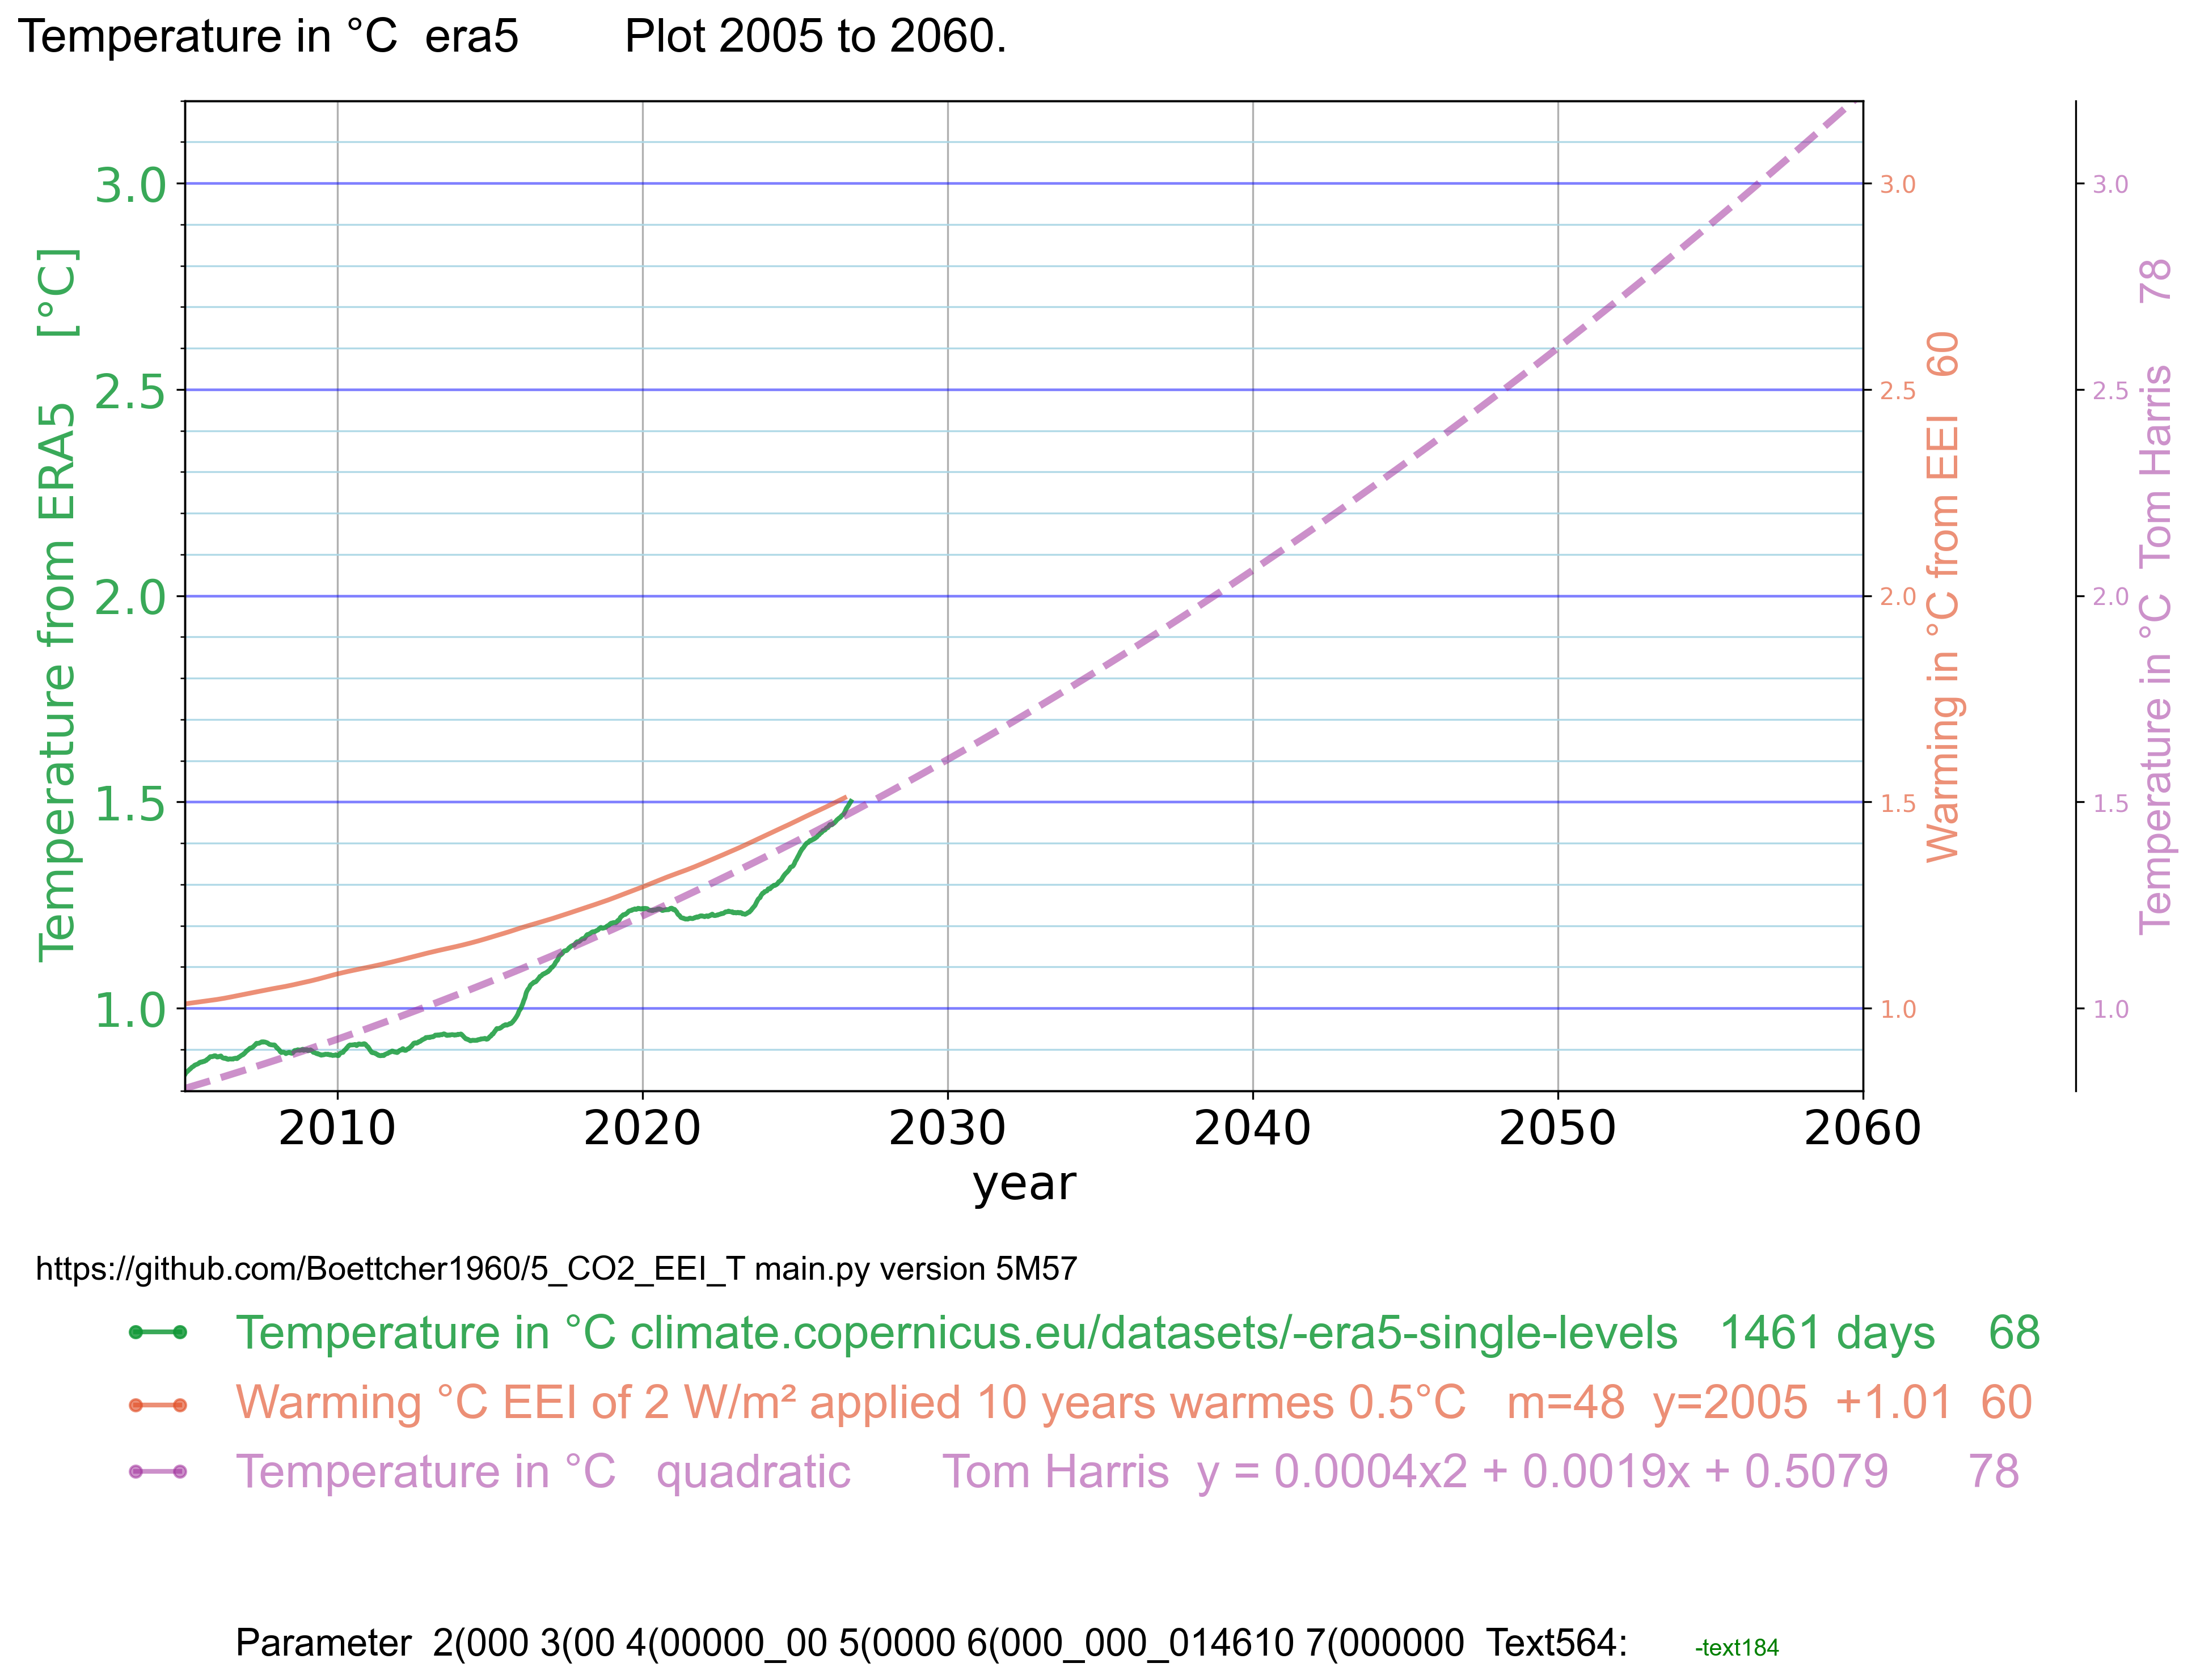 Temperature in °C  era5        Plot 2005 to 2060.
3.0
2.5
2.0
1.5
1.0
Temperature from ERA5    [°C]
3.0
2.5
2.0
1.5
1.0
Warming in °C from EEI   60
3.0
2.5
2.0
1.5
1.0
Temperature in °C  Tom Harris     78
2010 2020 2030 2040 2050 2060
year
https://github.com/Boettcher1960/5_CO2_EEI_T main.py version 5M57
Temperature in °C climate.copernicus.eu/datasets/-era5-single-levels   1461 days    68
Warming °C EEI of 2 W/m² applied 10 years warmes 0.5°C   m=48  y=2005  +1.01  60
Temperature in °C   quadratic       Tom Harris  y = 0.0004x2 + 0.0019x + 0.5079      78
Parameter  2(000 3(00 4(00000_00 5(0000 6(000_000_014610 7(000000  Text564:
-text184